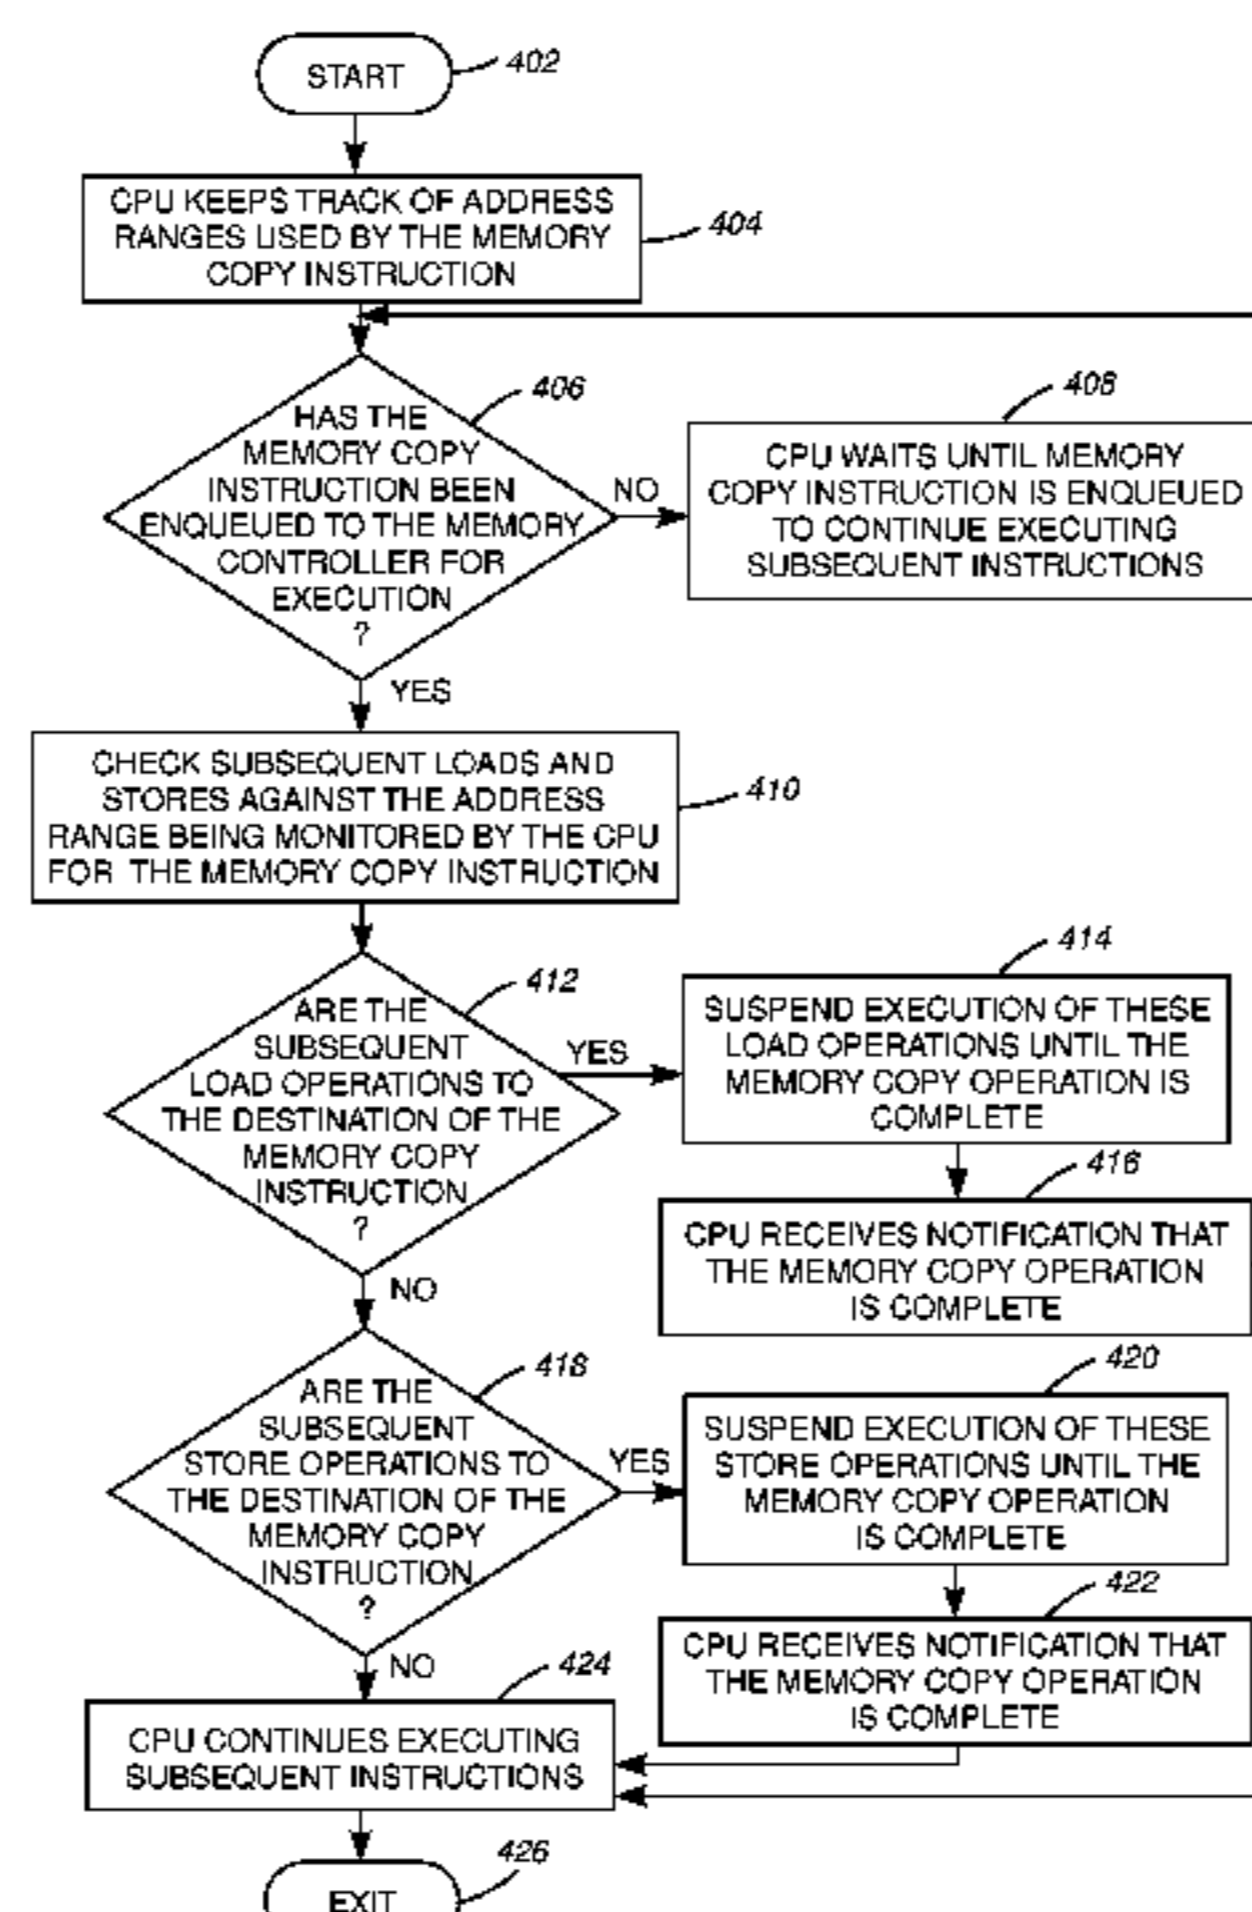 START
402
CPU KEEPS TRACK OF ADDRESS
RANGES USED BY THE MEMORY
COPY INSTRUCTION
404
HAS THE
MEMORY COPY
INSTRUCTION BEEN
ENQUEUED TO THE MEMORY
CONTROLLER FOR
EXECUTION
?
406
NO
408
CPU WAITS UNTIL MEMORY
COPY INSTRUCTION IS ENQUEUED
TO CONTINUE EXECUTING
SUBSEQUENT INSTRUCTIONS
YES
CHECK SUBSEQUENT LOADS AND
STORES AGAINST THE ADDRESS
RANGE BEING MONITORED BY THE CPU
FOR THE MEMORY COPY INSTRUCTION
410
ARE THE
SUBSEQUENT
LOAD OPERATIONS TO
THE DESTINATION OF THE
MEMORY COPY
INSTRUCTION
?
412
YES
414
SUSPEND EXECUTION OF THESE
LOAD OPERATIONS UNTIL THE
MEMORY COPY OPERATION IS
COMPLETE
416
CPU RECEIVES NOTIFICATION THAT
THE MEMORY COPY OPERATION
IS COMPLETE
NO
ARE THE
SUBSEQUENT
STORE OPERATIONS TO
THE DESTINATION OF THE
MEMORY COPY
INSTRUCTION
?
418
YES
420
SUSPEND EXECUTION OF THESE
STORE OPERATIONS UNTIL THE
MEMORY COPY OPERATION
IS COMPLETE
422
CPU RECEIVES NOTIFICATION THAT
THE MEMORY COPY OPERATION
IS COMPLETE
NO
424
CPU CONTINUES EXECUTING
SUBSEQUENT INSTRUCTIONS
426
EXIT